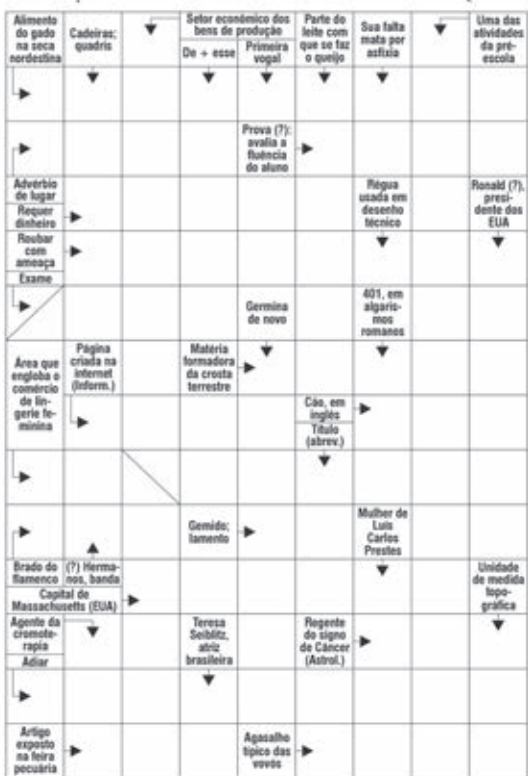 Alimento
do gado
na seca
nordestina
Cadeiras;
quadris
Setor econômico dos
bens de produção
De + esse
Primeira
vogal
Parte do
leite com
que se faz
o queijo
Sua falta
mata por
asfixia
Uma das
atividades
da pré-
escola
Prova (?):
avalia a
fluência
do aluno
Advérbio
de lugar
Requer
dinheiro
Régua
usada em
desenho
técnico
Ronald (?),
presi-
dente dos
EUA
Roubar
com
ameaça
Exame
Germina
de novo
401, em
algaris-
mos
romanos
Área que
engloba o
comércio
de lin-
gerie fe-
minina
Página
criada na
internet
(Inform.)
Matéria
formadora
da crosta
terrestre
Cão, em
inglês
Título
(abrev.)
Gemido;
lamento
Mulher de
Luís
Carlos
Prestes
Brado do
flamenco
(?) Herma-
nos, banda
Capital de
Massachusetts (EUA)
Unidade
de medida
topo-
gráfica
Agente da
cromote-
rapia
Adiar
Teresa
Seiblitz,
atriz
brasileira
Regente
do signo
de Câncer
(Astrol.)
Artigo
exposto
na feira
pecuária
Agasalho
típico das
vovós